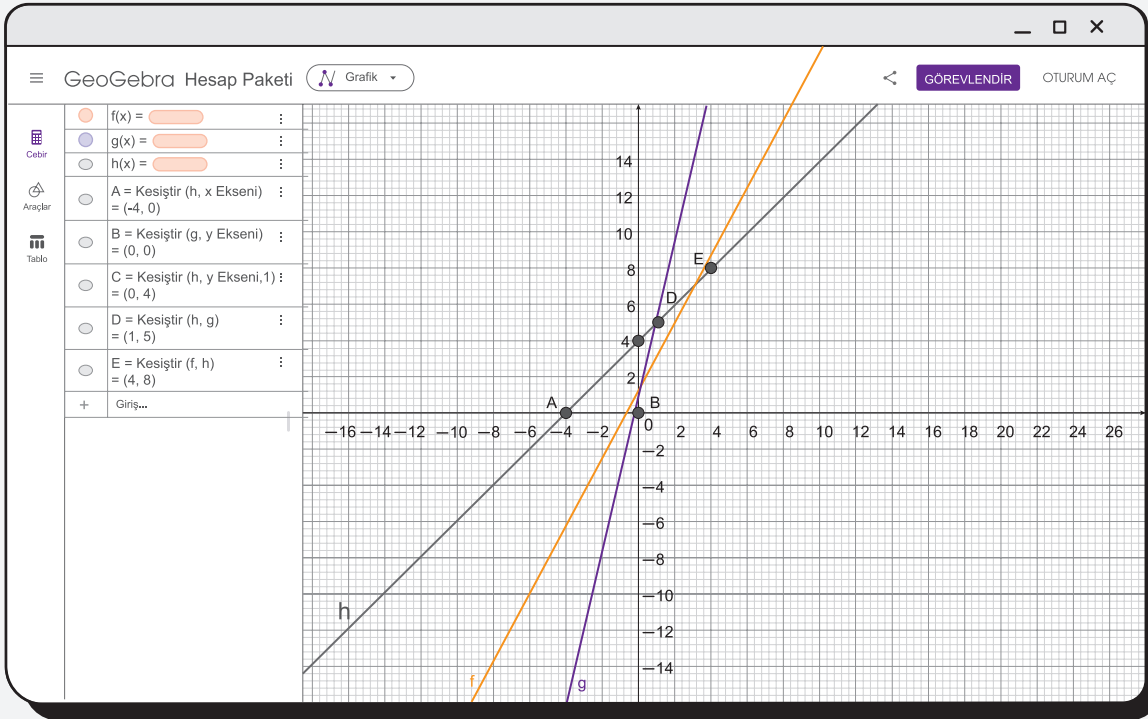 GeoGebra Hesap Paketi Grafik GÖREVLENDİR OTURUM AÇ
Cebir
Araçlar
Tablo
f(x) =
g(x) =
h(x) =
A = Kesiştir (h, x Ekseni)
= (-4, 0)
B = Kesiştir (g, y Ekseni)
= (0, 0)
C = Kesiştir (h, y Ekseni,1)
= (0, 4)
D = Kesiştir (h, g)
= (1, 5)
E = Kesiştir (f, h)
= (4, 8)
+ Giriş...
14
12
10
E
8
D
6
4
2
A
B
0
−16 −14 −12 −10 −8 −6 −4 −2 2 4 6 8 10 12 14 16 18 20 22 24 26
−2
−4
−6
−8
−10
h
−12
−14
f
g